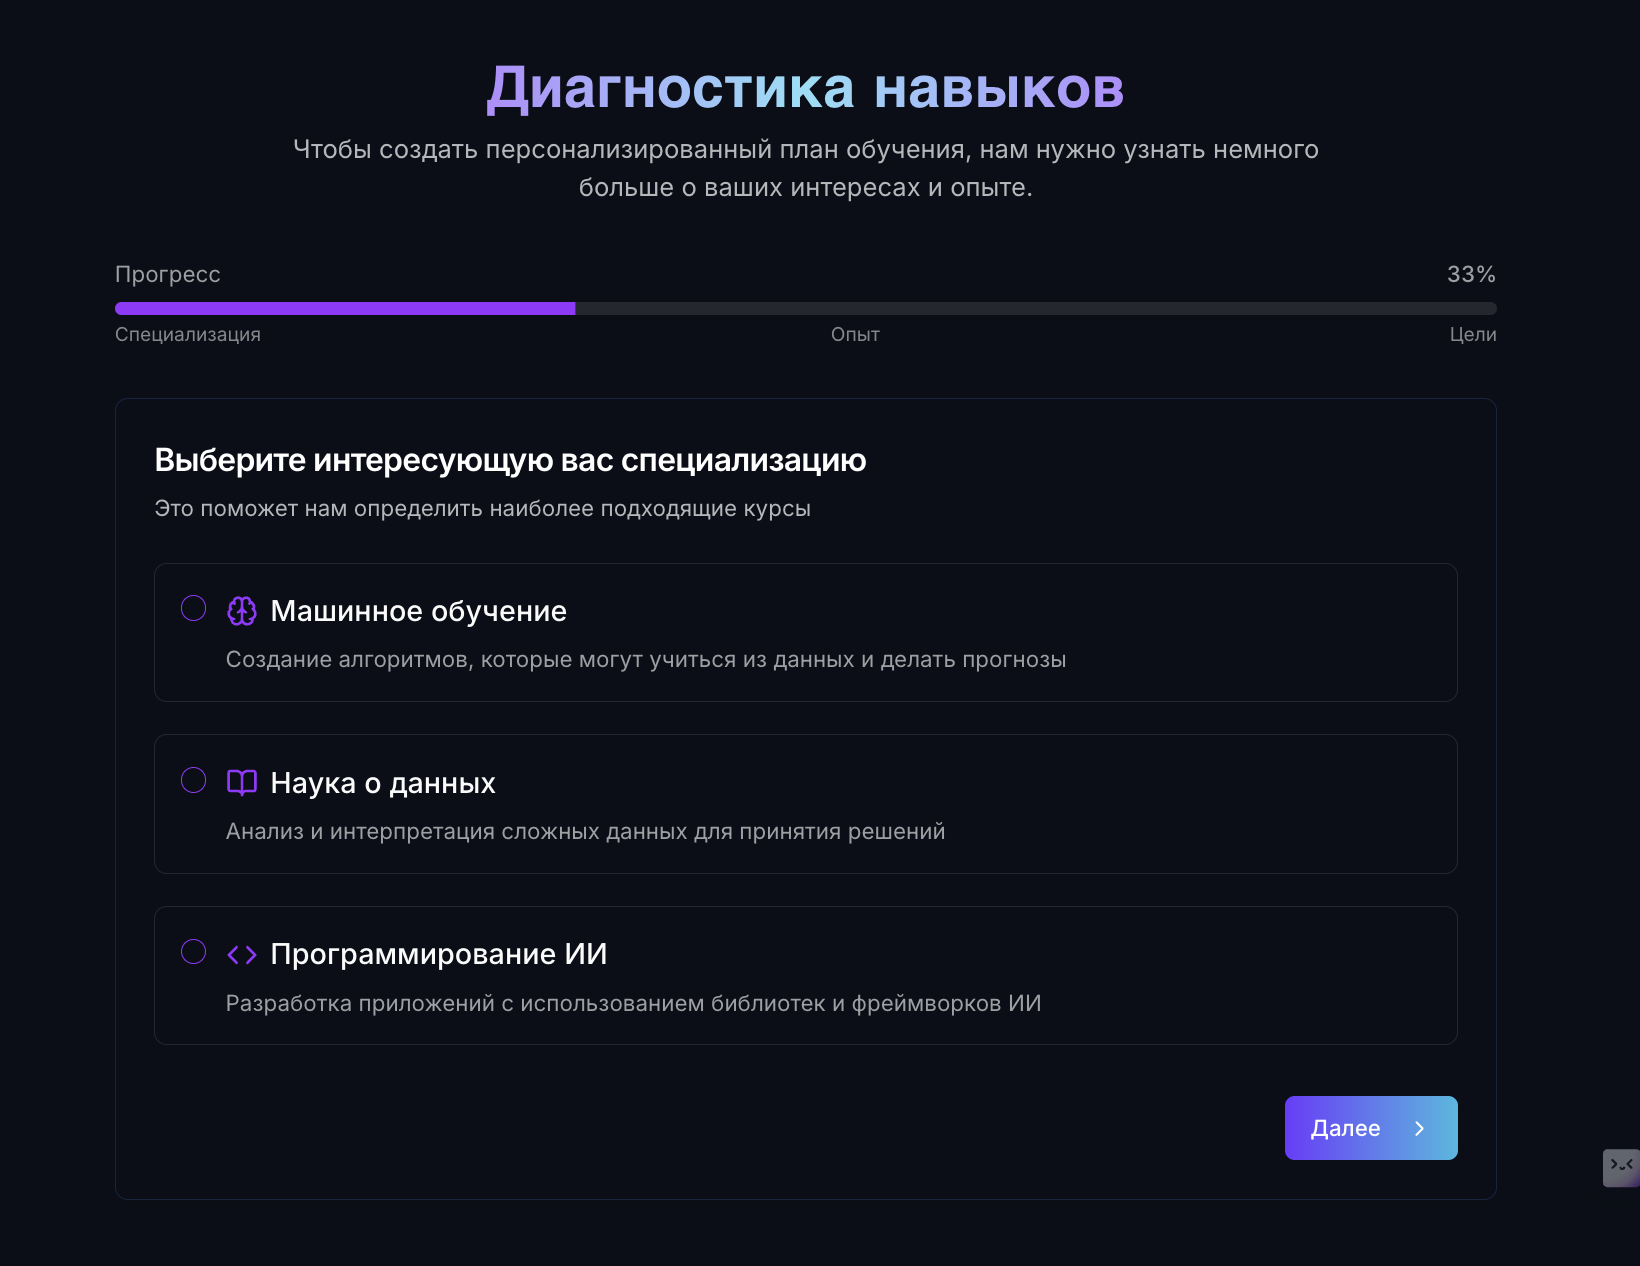 Диагностика навыков
Чтобы создать персонализированный план обучения, нам нужно узнать немного
больше о ваших интересах и опыте.
Прогресс 33%
Специализация Опыт Цели
Выберите интересующую вас специализацию
Это поможет нам определить наиболее подходящие курсы
Машинное обучение
Создание алгоритмов, которые могут учиться из данных и делать прогнозы
Наука о данных
Анализ и интерпретация сложных данных для принятия решений
Программирование ИИ
Разработка приложений с использованием библиотек и фреймворков ИИ
Далее